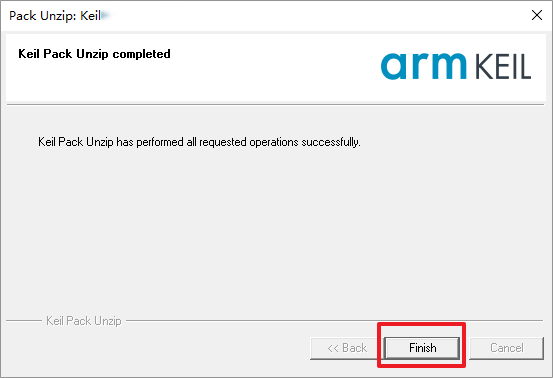 Pack Unzip: Keil
Keil Pack Unzip completed
arm KEIL
Keil Pack Unzip has performed all requested operations successfully.
Keil Pack Unzip
<< Back
Finish
Cancel